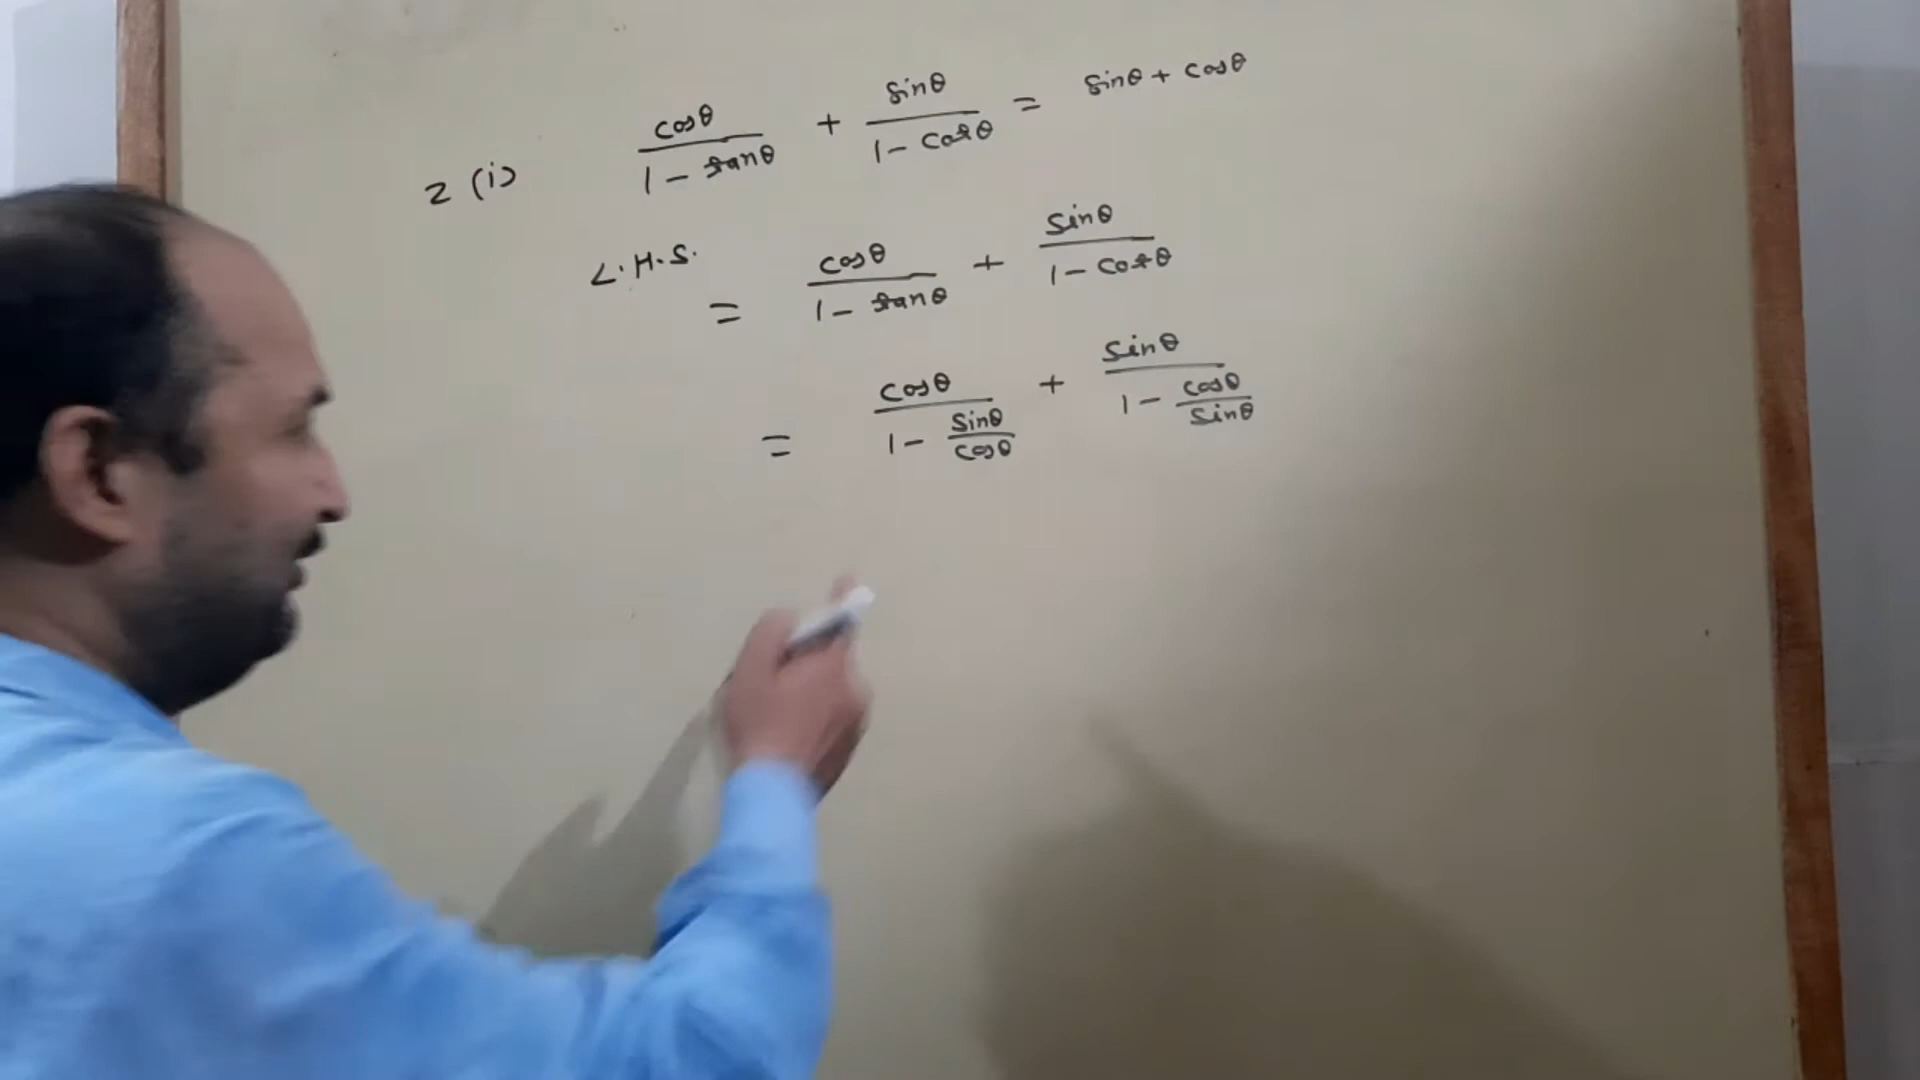 2 (i) cosθ/(1 - tanθ) + sinθ/(1 - cotθ) = sinθ + cosθ
L.H.S.
= cosθ/(1 - tanθ) + sinθ/(1 - cotθ)
= cosθ/(1 - sinθ/cosθ) + sinθ/(1 - cosθ/sinθ)